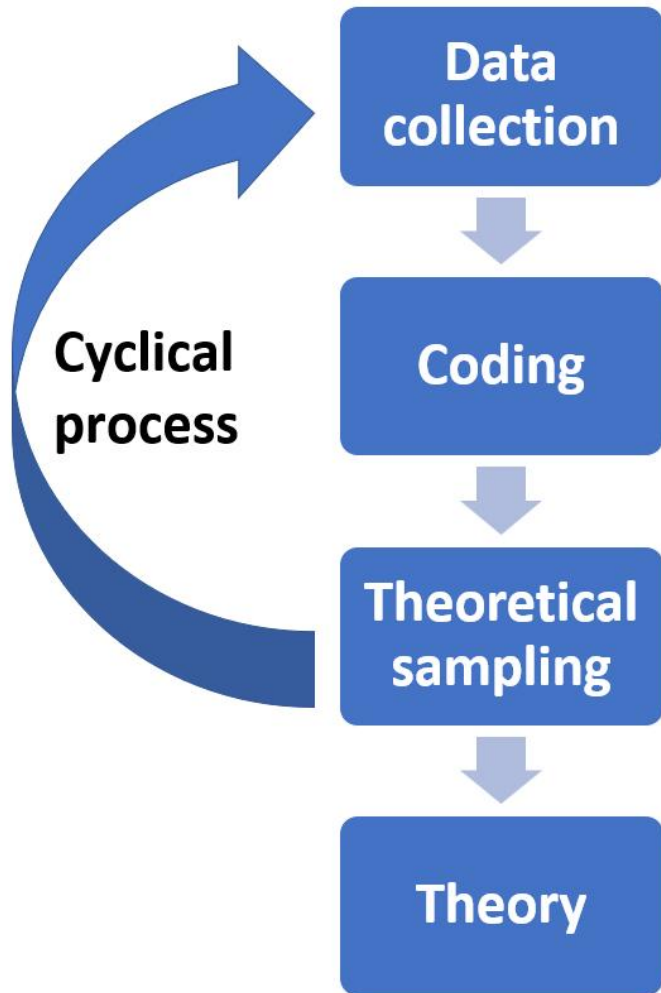 Data
collection
Coding
Cyclical
process
Theoretical
sampling
Theory